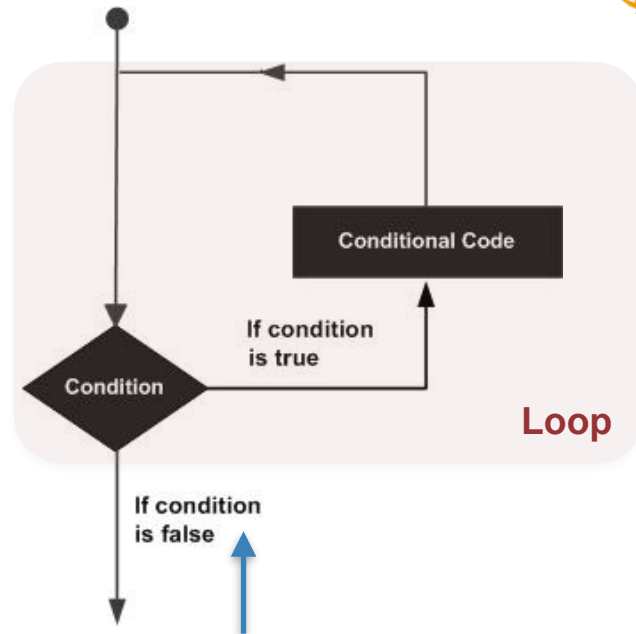 Conditional Code
If condition
is true
Condition
Loop
If condition
is false